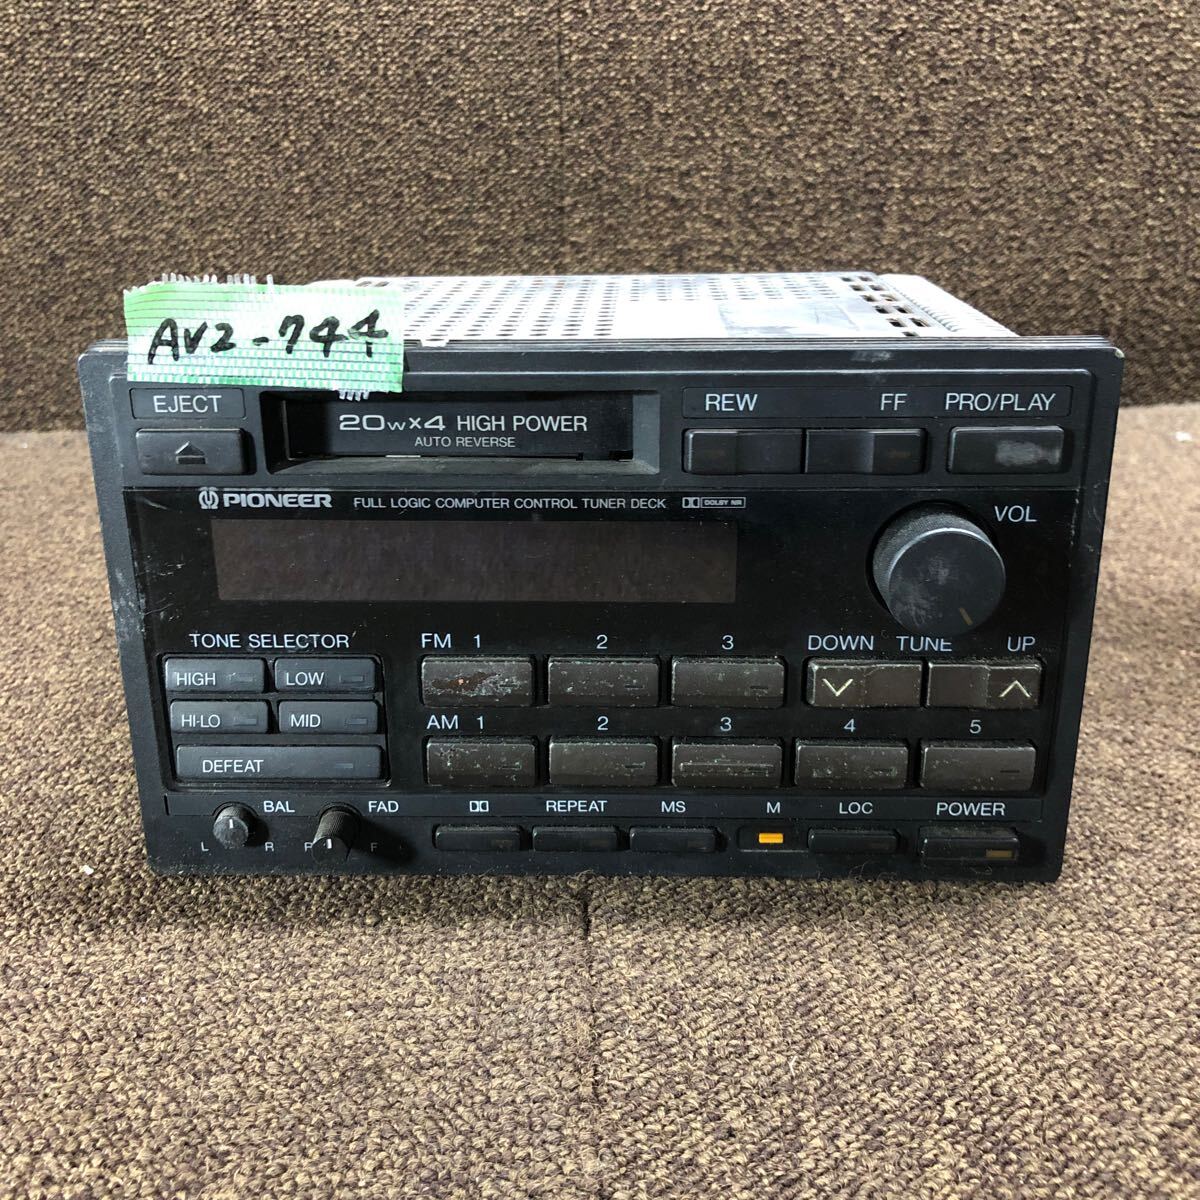 AV2-744
EJECT
20W×4 HIGH POWER
AUTO REVERSE
REW FF PRO/PLAY
PIONEER FULL LOGIC COMPUTER CONTROL TUNER DECK DOLBY NR
VOL
TONE SELECTOR
HIGH LOW
HI-LO MID
DEFEAT
FM 1 2 3
DOWN TUNE UP
AM 1 2 3 4 5
BAL FAD
L R R F
REPEAT MS M LOC POWER